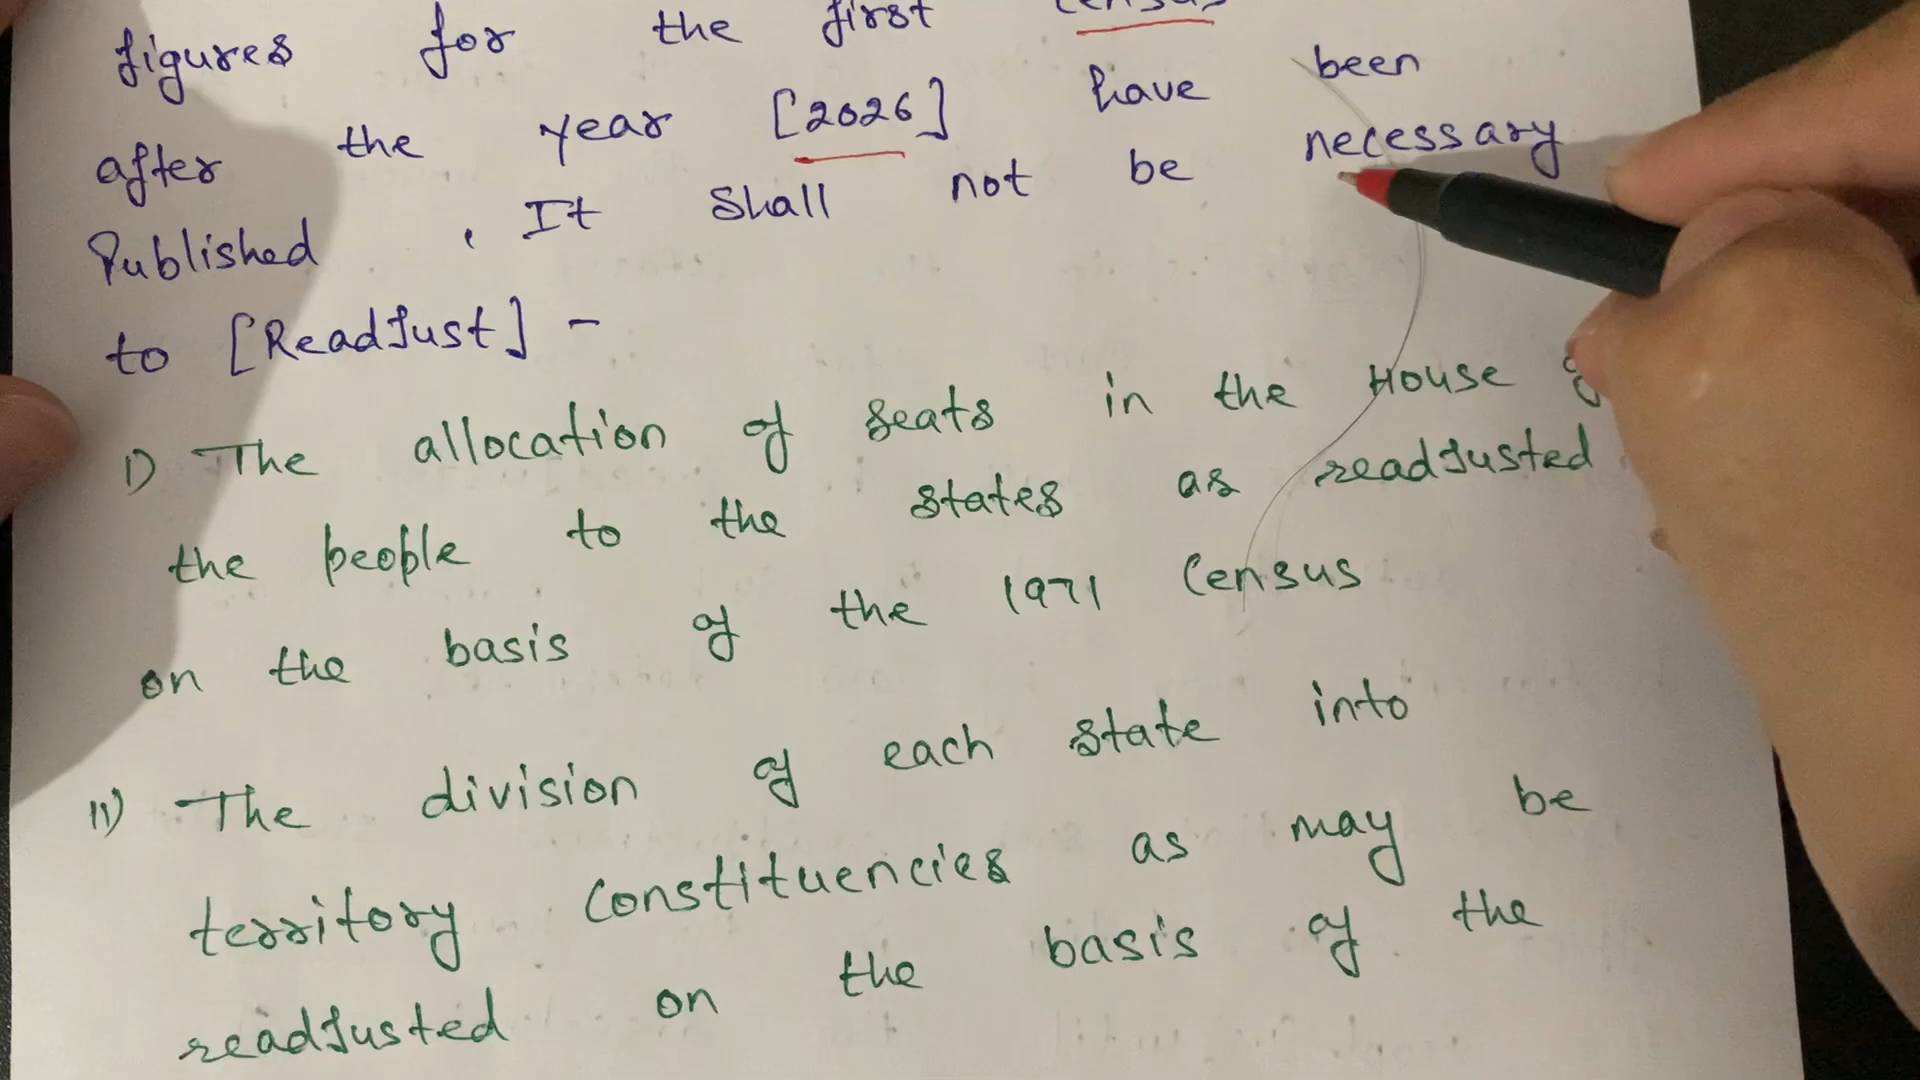 figures for the first census
after the year [2026] have been
Published , It shall not be necessary
to [ReadJust] -
I) The allocation of seats in the House of
the people to the states as readJusted
on the basis of the 1971 Census
II) The division of each state into
territory constituencies as may be
readJusted on the basis of the